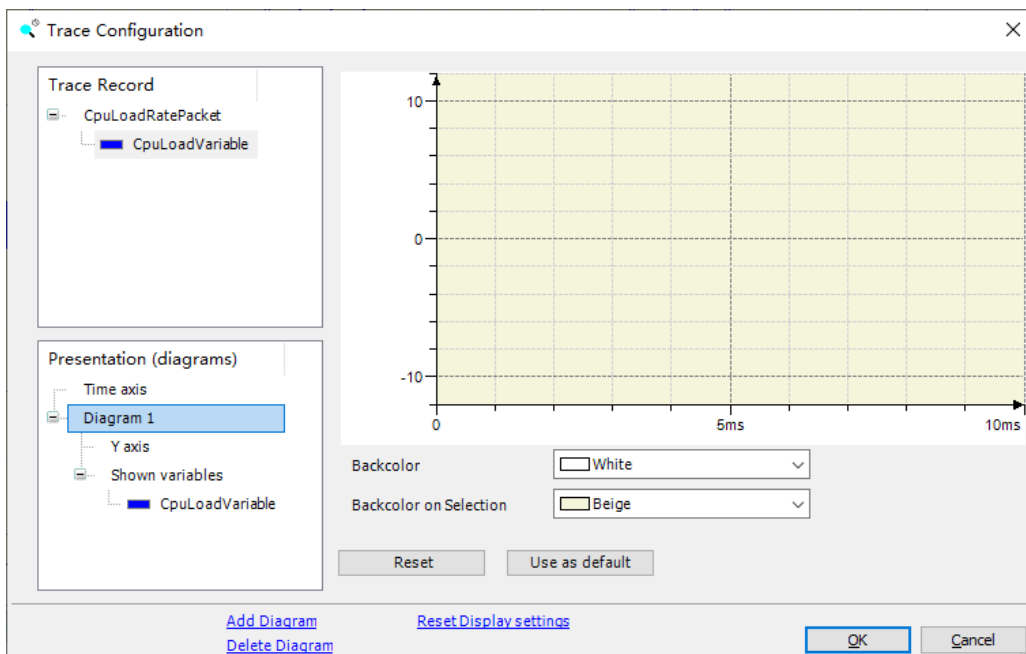 Trace Configuration
Trace Record
CpuLoadRatePacket
CpuLoadVariable
Presentation (diagrams)
Time axis
Diagram 1
Y axis
Shown variables
CpuLoadVariable
10
0
-10
0
5ms
10ms
Backcolor
White
Backcolor on Selection
Beige
Reset
Use as default
Add Diagram
Reset Display settings
Delete Diagram
OK
Cancel